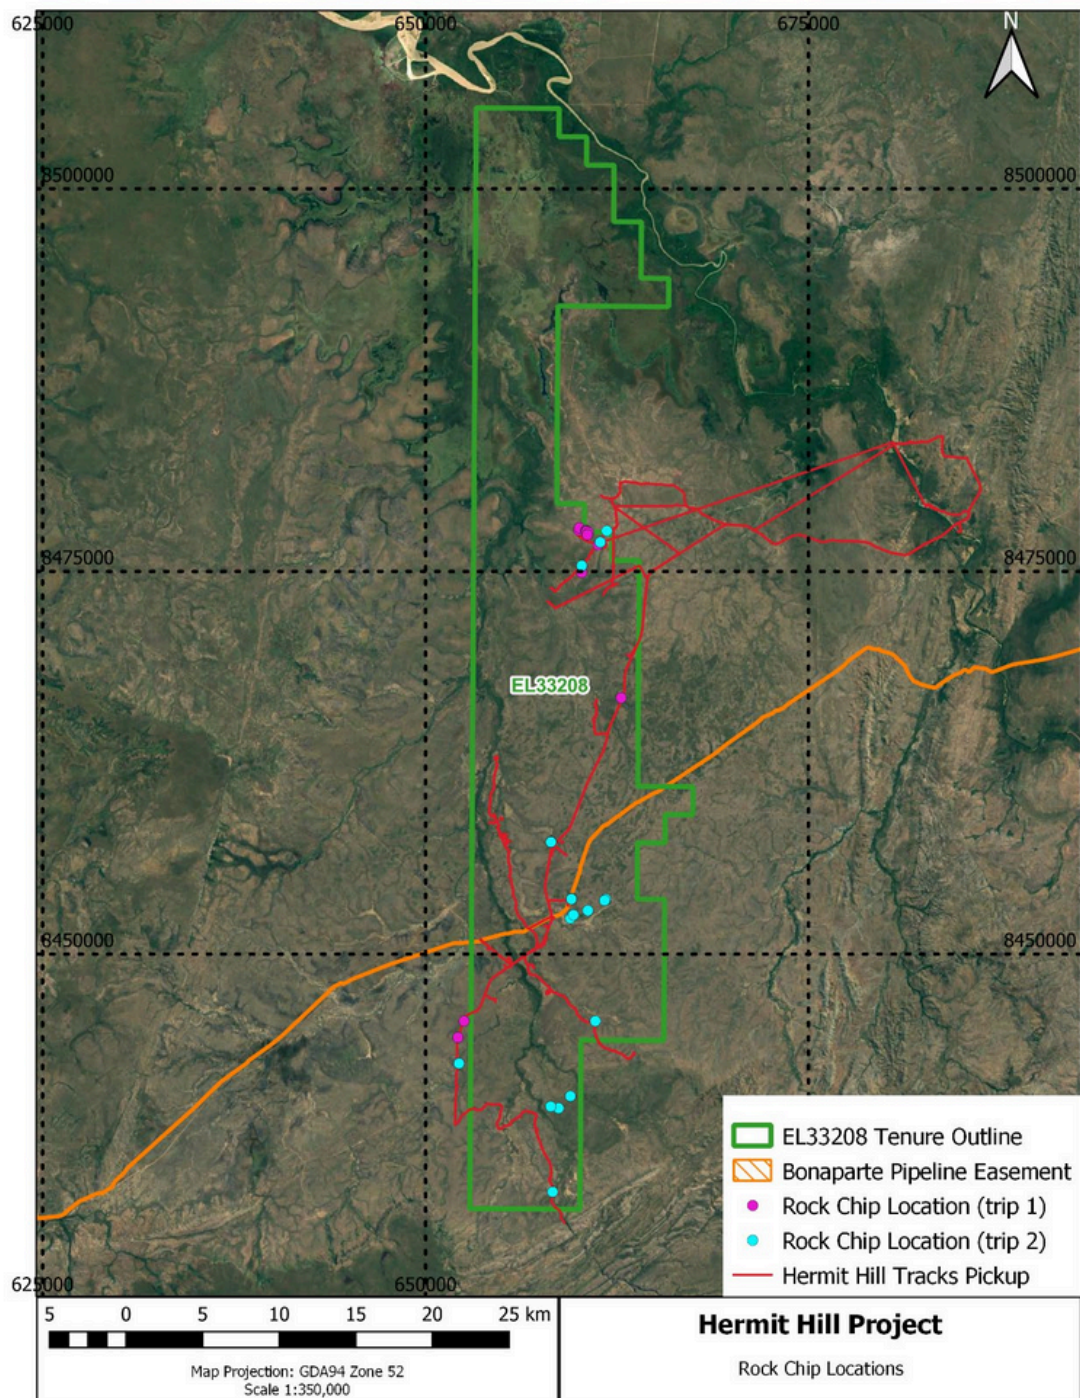 625000
650000
675000
N
8500000
8500000
8475000
8475000
EL33208
8450000
8450000
625000
650000
EL33208 Tenure Outline
Bonaparte Pipeline Easement
Rock Chip Location (trip 1)
Rock Chip Location (trip 2)
Hermit Hill Tracks Pickup
5 0 5 10 15 20 25 km
Map Projection: GDA94 Zone 52
Scale 1:350,000
Hermit Hill Project
Rock Chip Locations